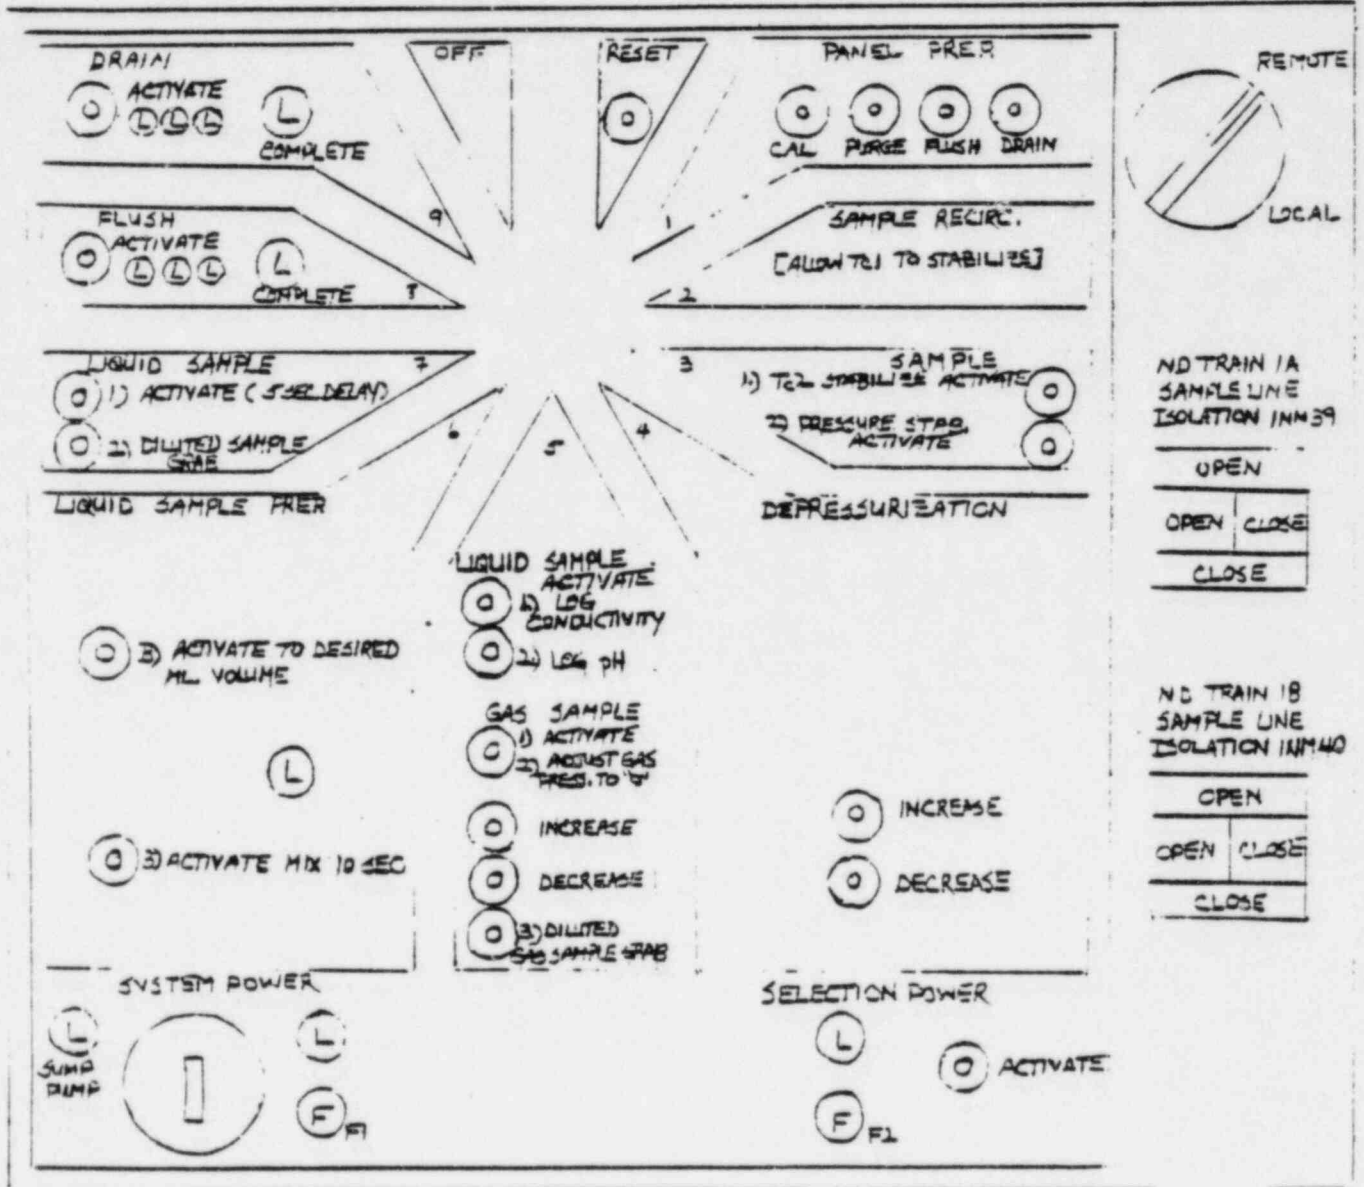 DRAIN
ACTIVATE
L L L
L
COMPLETE
OFF
RESET
PANEL PREP
CAL PURGE FLUSH DRAIN
REMOTE
LOCAL
FLUSH
ACTIVATE
L L L
L
COMPLETE
9
8
1
SAMPLE RECIRC.
[ALLOW TC1 TO STABILIZE]
2
LIQUID SAMPLE
1) ACTIVATE (5 SEC DELAY)
2) DILUTED SAMPLE
GRAB
7
6
5
4
3
SAMPLE
1.) TC2 STABILIZE ACTIVATE
2) PRESSURE
ACTIVATE
ND TRAIN 1A
SAMPLE LINE
ISOLATION 1NM39
OPEN
OPEN CLOSE
CLOSE
LIQUID SAMPLE PREP
ACTIVATE TO DESIRED
ML VOLUME
L
3) ACTIVATE MIX 10 SEC
LIQUID SAMPLE
ACTIVATE
1) LOG
CONDUCTIVITY
2) LOG pH
GAS SAMPLE
1) ACTIVATE
2) ADJUST GAS
PRES. TO
INCREASE
DECREASE
3) DILUTED
GAS SAMPLE GRAB
DEPRESSURIZATION
INCREASE
DECREASE
ND TRAIN 1B
SAMPLE LINE
ISOLATION 1NM40
OPEN
OPEN CLOSE
CLOSE
SYSTEM POWER
L
SUMP
PUMP
L
F F1
SELECTION POWER
L
ACTIVATE
F F2